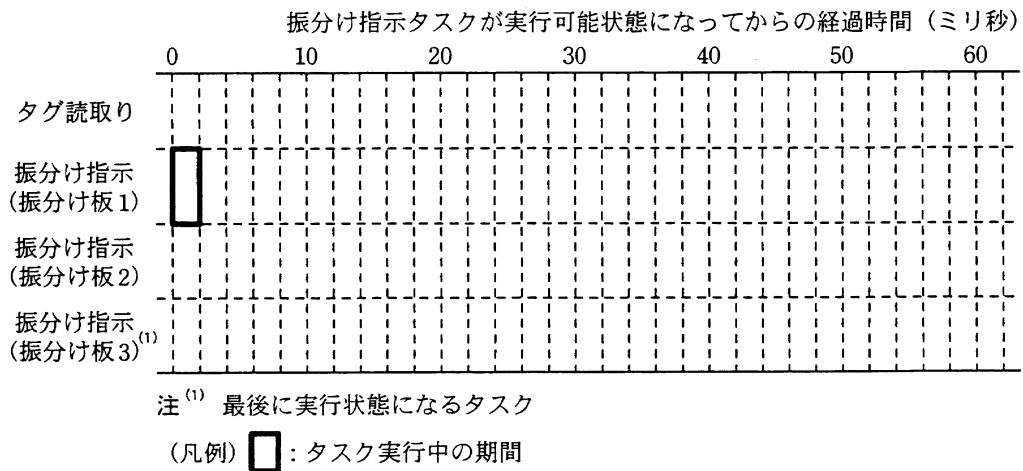 振分け指示タスクが実行可能状態になってからの経過時間（ミリ秒）
0 10 20 30 40 50 60
タグ読取り
振分け指示
（振分け板1）
振分け指示
（振分け板2）
振分け指示
（振分け板3）(1)
注(1) 最後に実行状態になるタスク
（凡例） ：タスク実行中の期間